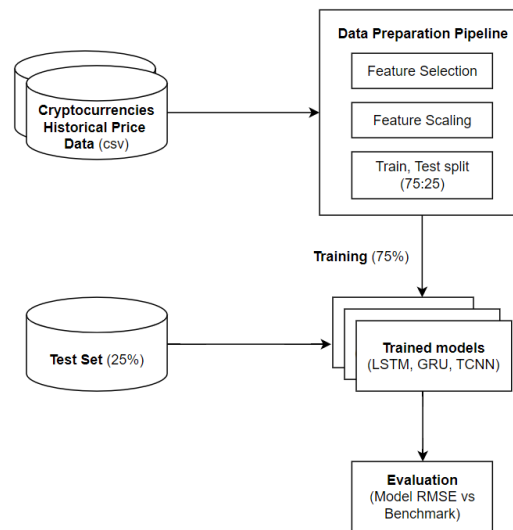 Data Preparation Pipeline
Feature Selection
Cryptocurrencies
Historical Price
Data (csv)
Feature Scaling
Train, Test split
(75:25)
Training (75%)
Test Set (25%)
Trained models
(LSTM, GRU, TCNN)
Evaluation
(Model RMSE vs
Benchmark)